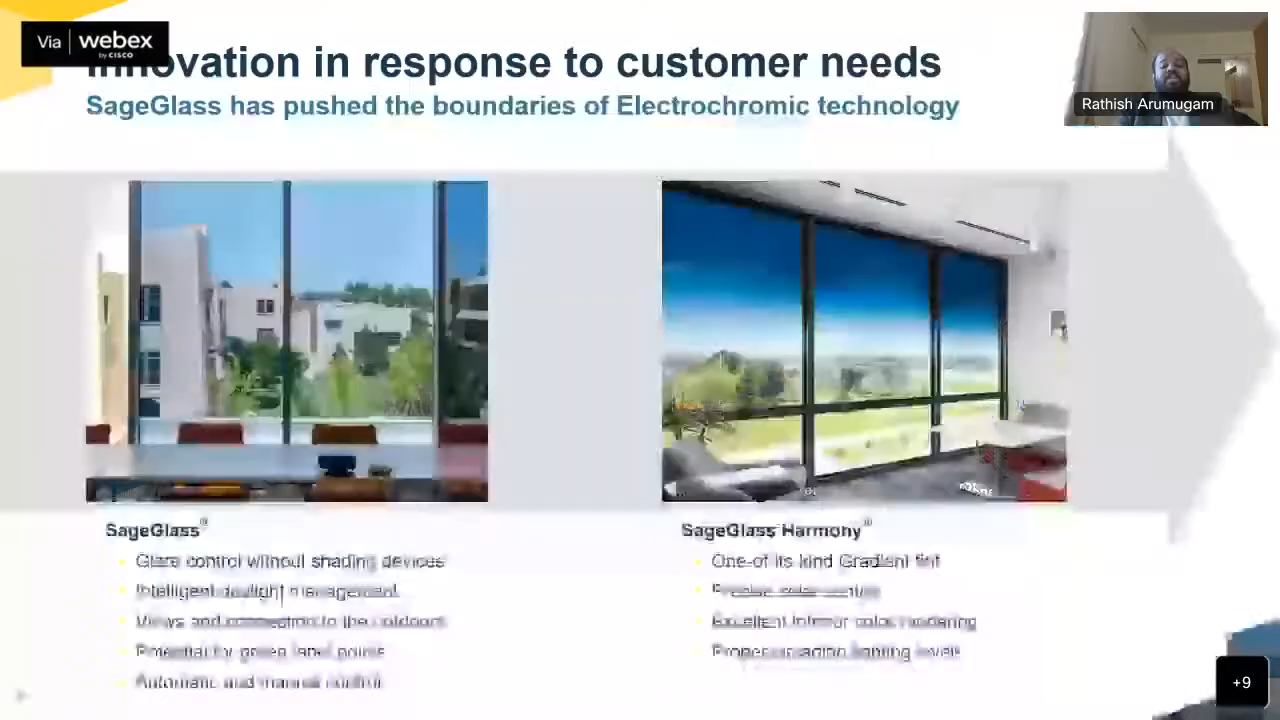 Via webex
by CISCO
Innovation in response to customer needs
SageGlass has pushed the boundaries of Electrochromic technology
Rathish Arumugam
SageGlass®
Glare control without shading devices
Intelligent daylight management
Views and connection to the outdoors
Potential for green label points
Automatic and manual control
SageGlass Harmony®
One-of its kind Gradient tint
Precise solar control
Excellent interior color rendering
Proper
lighting levels
+9